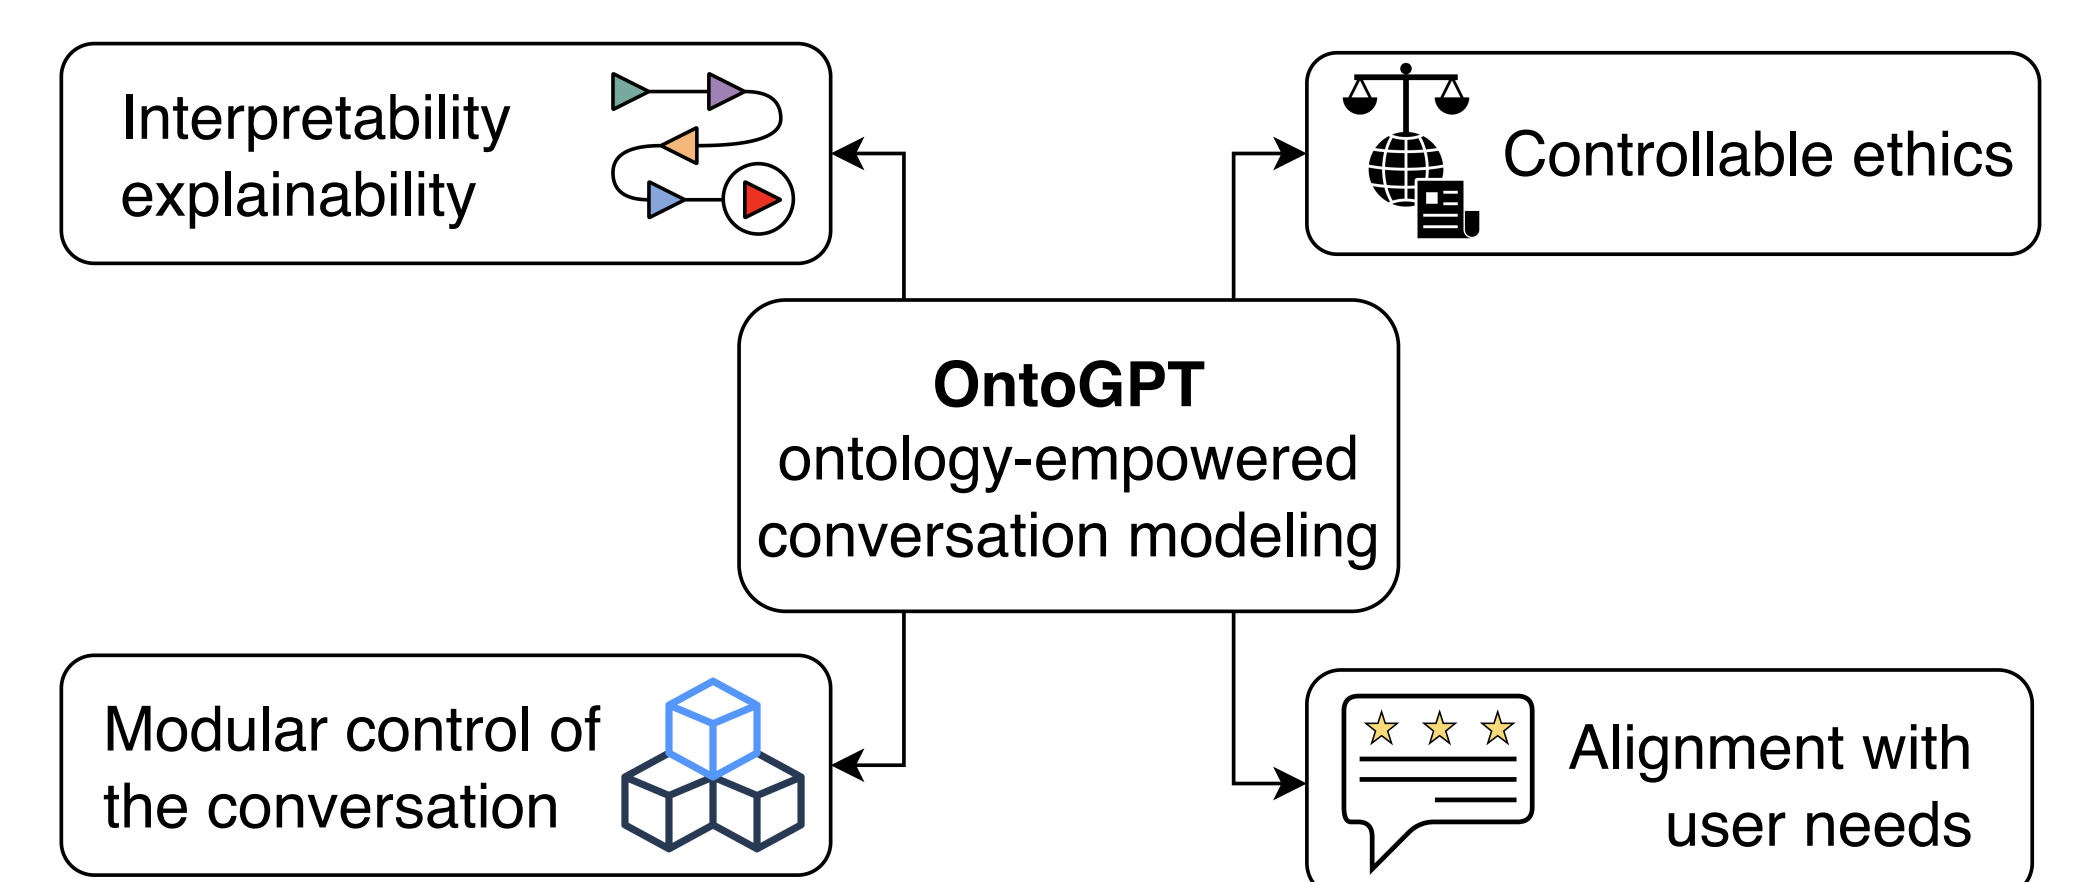 Interpretability
explainability
Controllable ethics
OntoGPT
ontology-empowered
conversation modeling
Modular control of
the conversation
Alignment with
user needs